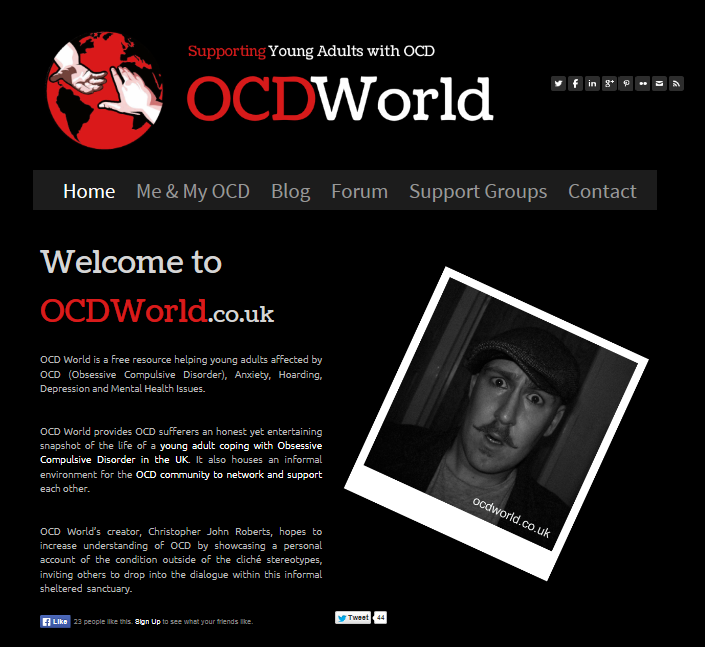 Supporting Young Adults with OCD
OCDWorld
Home Me & My OCD Blog Forum Support Groups Contact
Welcome to
OCDWorld.co.uk
OCD World is a free resource helping young adults affected by
OCD (Obsessive Compulsive Disorder), Anxiety, Hoarding,
Depression and Mental Health Issues.
OCD World provides OCD sufferers an honest yet entertaining
snapshot of the life of a young adult coping with Obsessive
Compulsive Disorder in the UK. It also houses an informal
environment for the OCD community to network and support
each other.
OCD World's creator, Christopher John Roberts, hopes to
increase understanding of OCD by showcasing a personal
account of the condition outside of the cliché stereotypes,
inviting others to drop into the dialogue within this informal
sheltered sanctuary.
ocdworld.co.uk
Like 23 people like this. Sign Up to see what your friends like.
Tweet 44